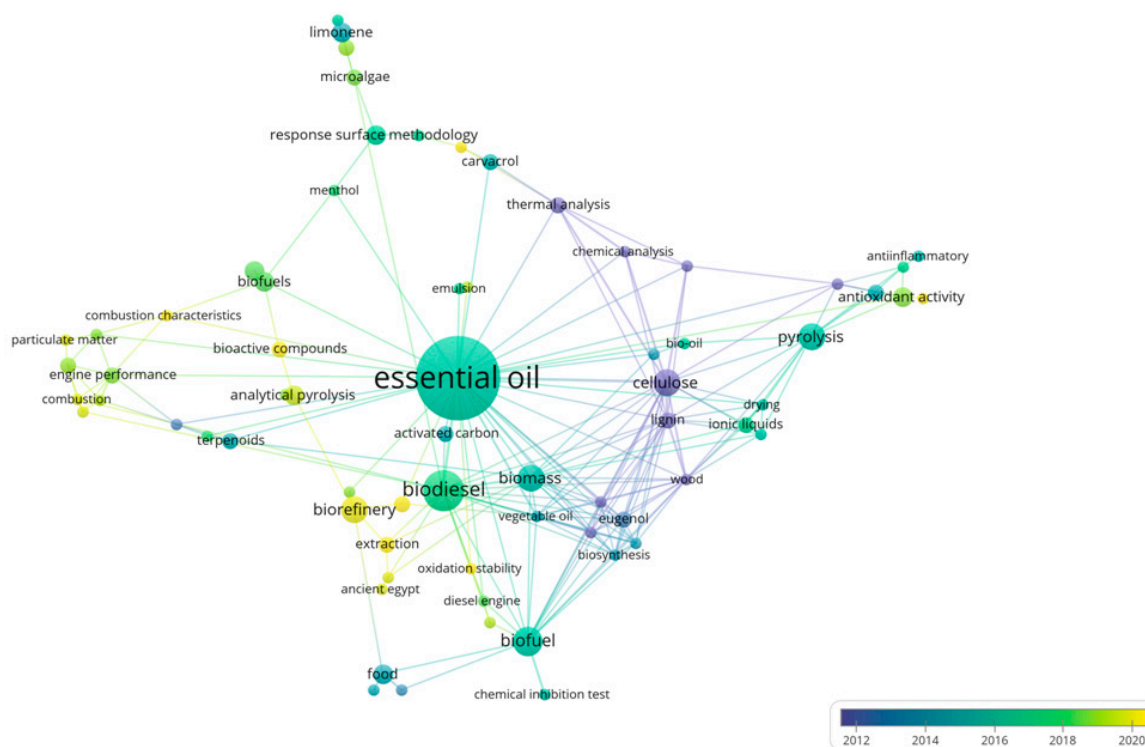 limonene
microalgae
response surface methodology
carvacrol
menthol
thermal analysis
chemical analysis
antiinflammatory
biofuels
emulsion
antioxidant activity
combustion characteristics
particulate matter
bioactive compounds
bio-oil
pyrolysis
engine performance
essential oil
cellulose
combustion
analytical pyrolysis
drying
lignin
ionic liquids
terpenoids
activated carbon
biomass
wood
biodiesel
biorefinery
vegetable oil
eugenol
extraction
biosynthesis
oxidation stability
ancient egypt
diesel engine
biofuel
food
chemical inhibition test
2012 2014 2016 2018 2020